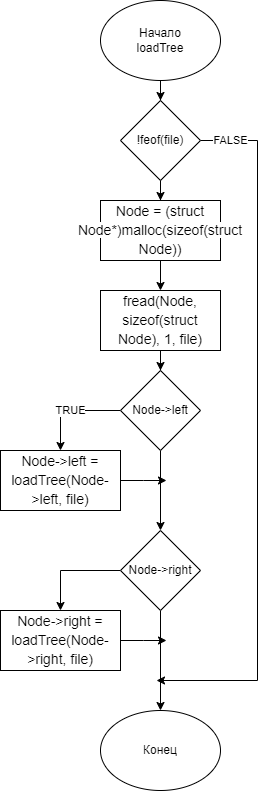 Начало
loadTree
!feof(file)
FALSE
Node = (struct
Node*)malloc(sizeof(struct
Node))
fread(Node,
sizeof(struct
Node), 1, file)
Node->left
TRUE
Node->left =
loadTree(Node-
>left, file)
Node->right
Node->right =
loadTree(Node-
>right, file)
Конец